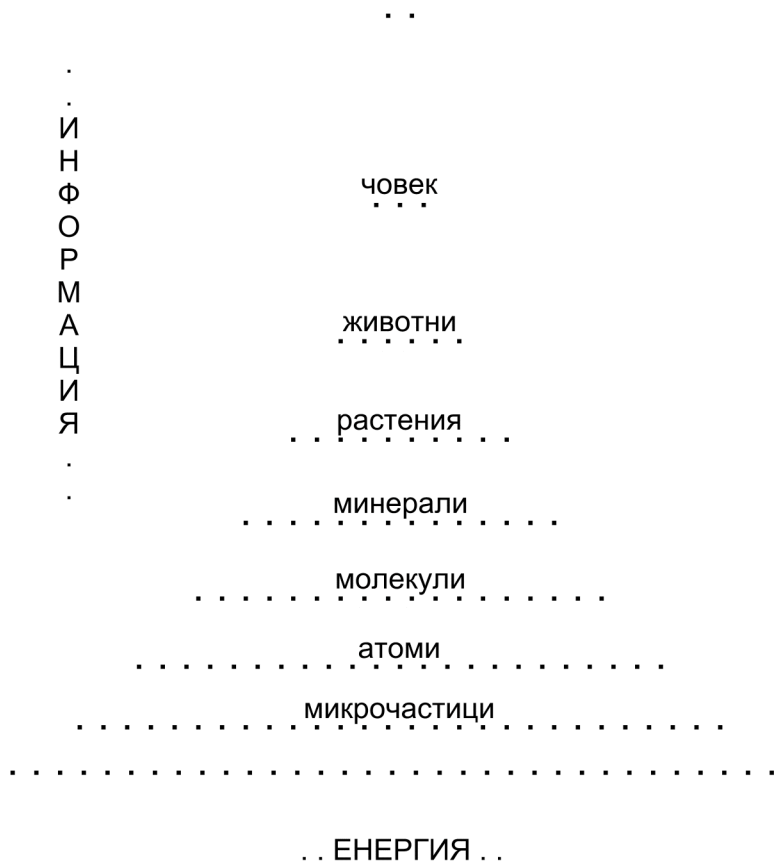 ИНФОРМАЦИЯ
човек
животни
растения
минерали
молекули
атоми
микрочастици
. . ЕНЕРГИЯ . .